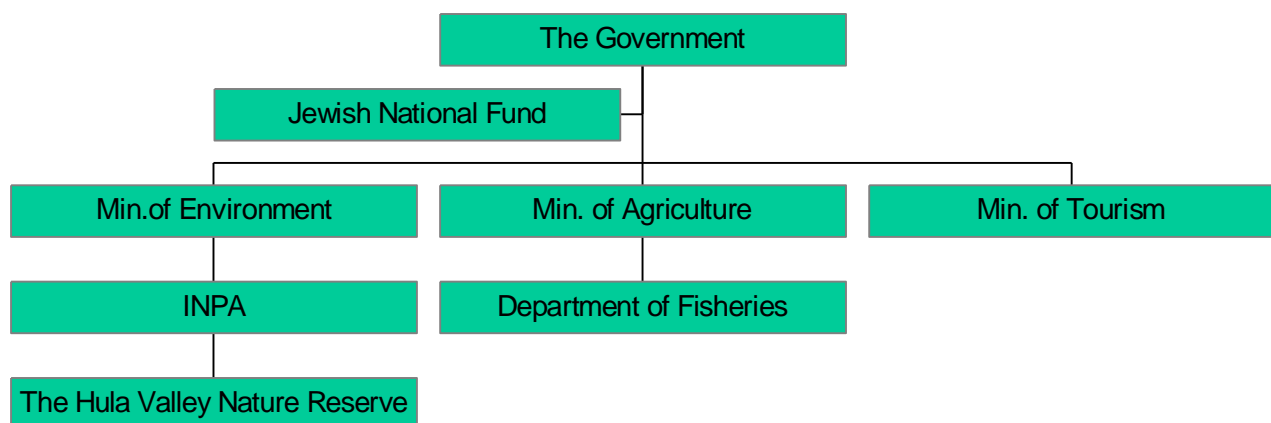 The Government
Jewish National Fund
Min.of Environment
Min. of Agriculture
Min. of Tourism
INPA
Department of Fisheries
The Hula Valley Nature Reserve